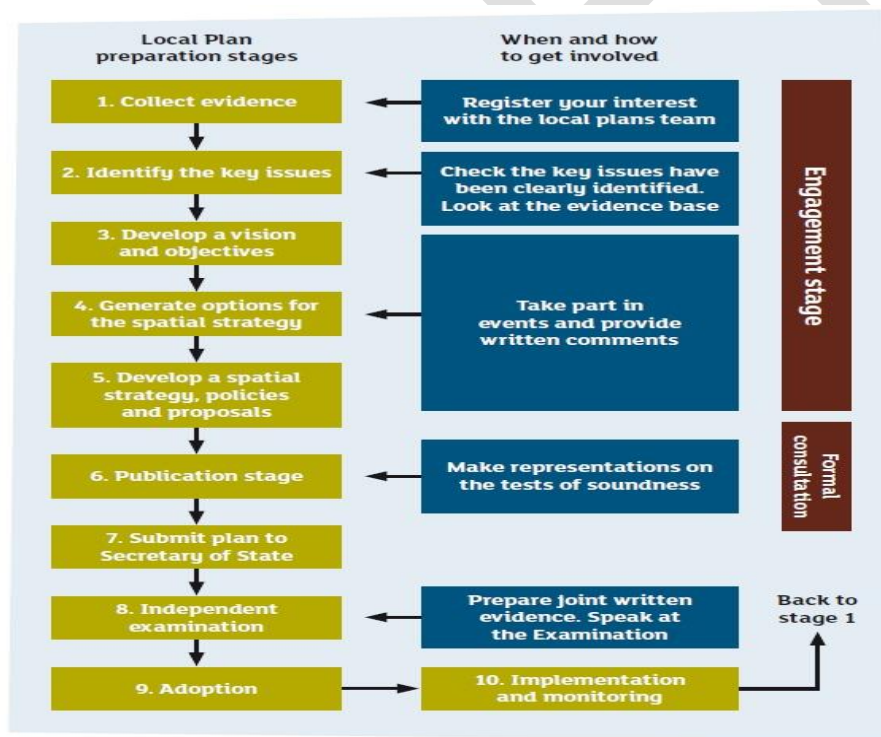 Local Plan
preparation stages
When and how
to get involved
1. Collect evidence
Register your interest
with the local plans team
2. Identify the key issues
Check the key issues have
been clearly identified.
Look at the evidence base
3. Develop a vision
and objectives
4. Generate options for
the spatial strategy
Take part in
events and provide
written comments
5. Develop a spatial
strategy, policies
and proposals
Engagement stage
6. Publication stage
Make representations on
the tests of soundness
Formal
consultation
7. Submit plan to
Secretary of State
8. Independent
examination
Prepare joint written
evidence. Speak at
the Examination
Back to
stage 1
9. Adoption
10. Implementation
and monitoring